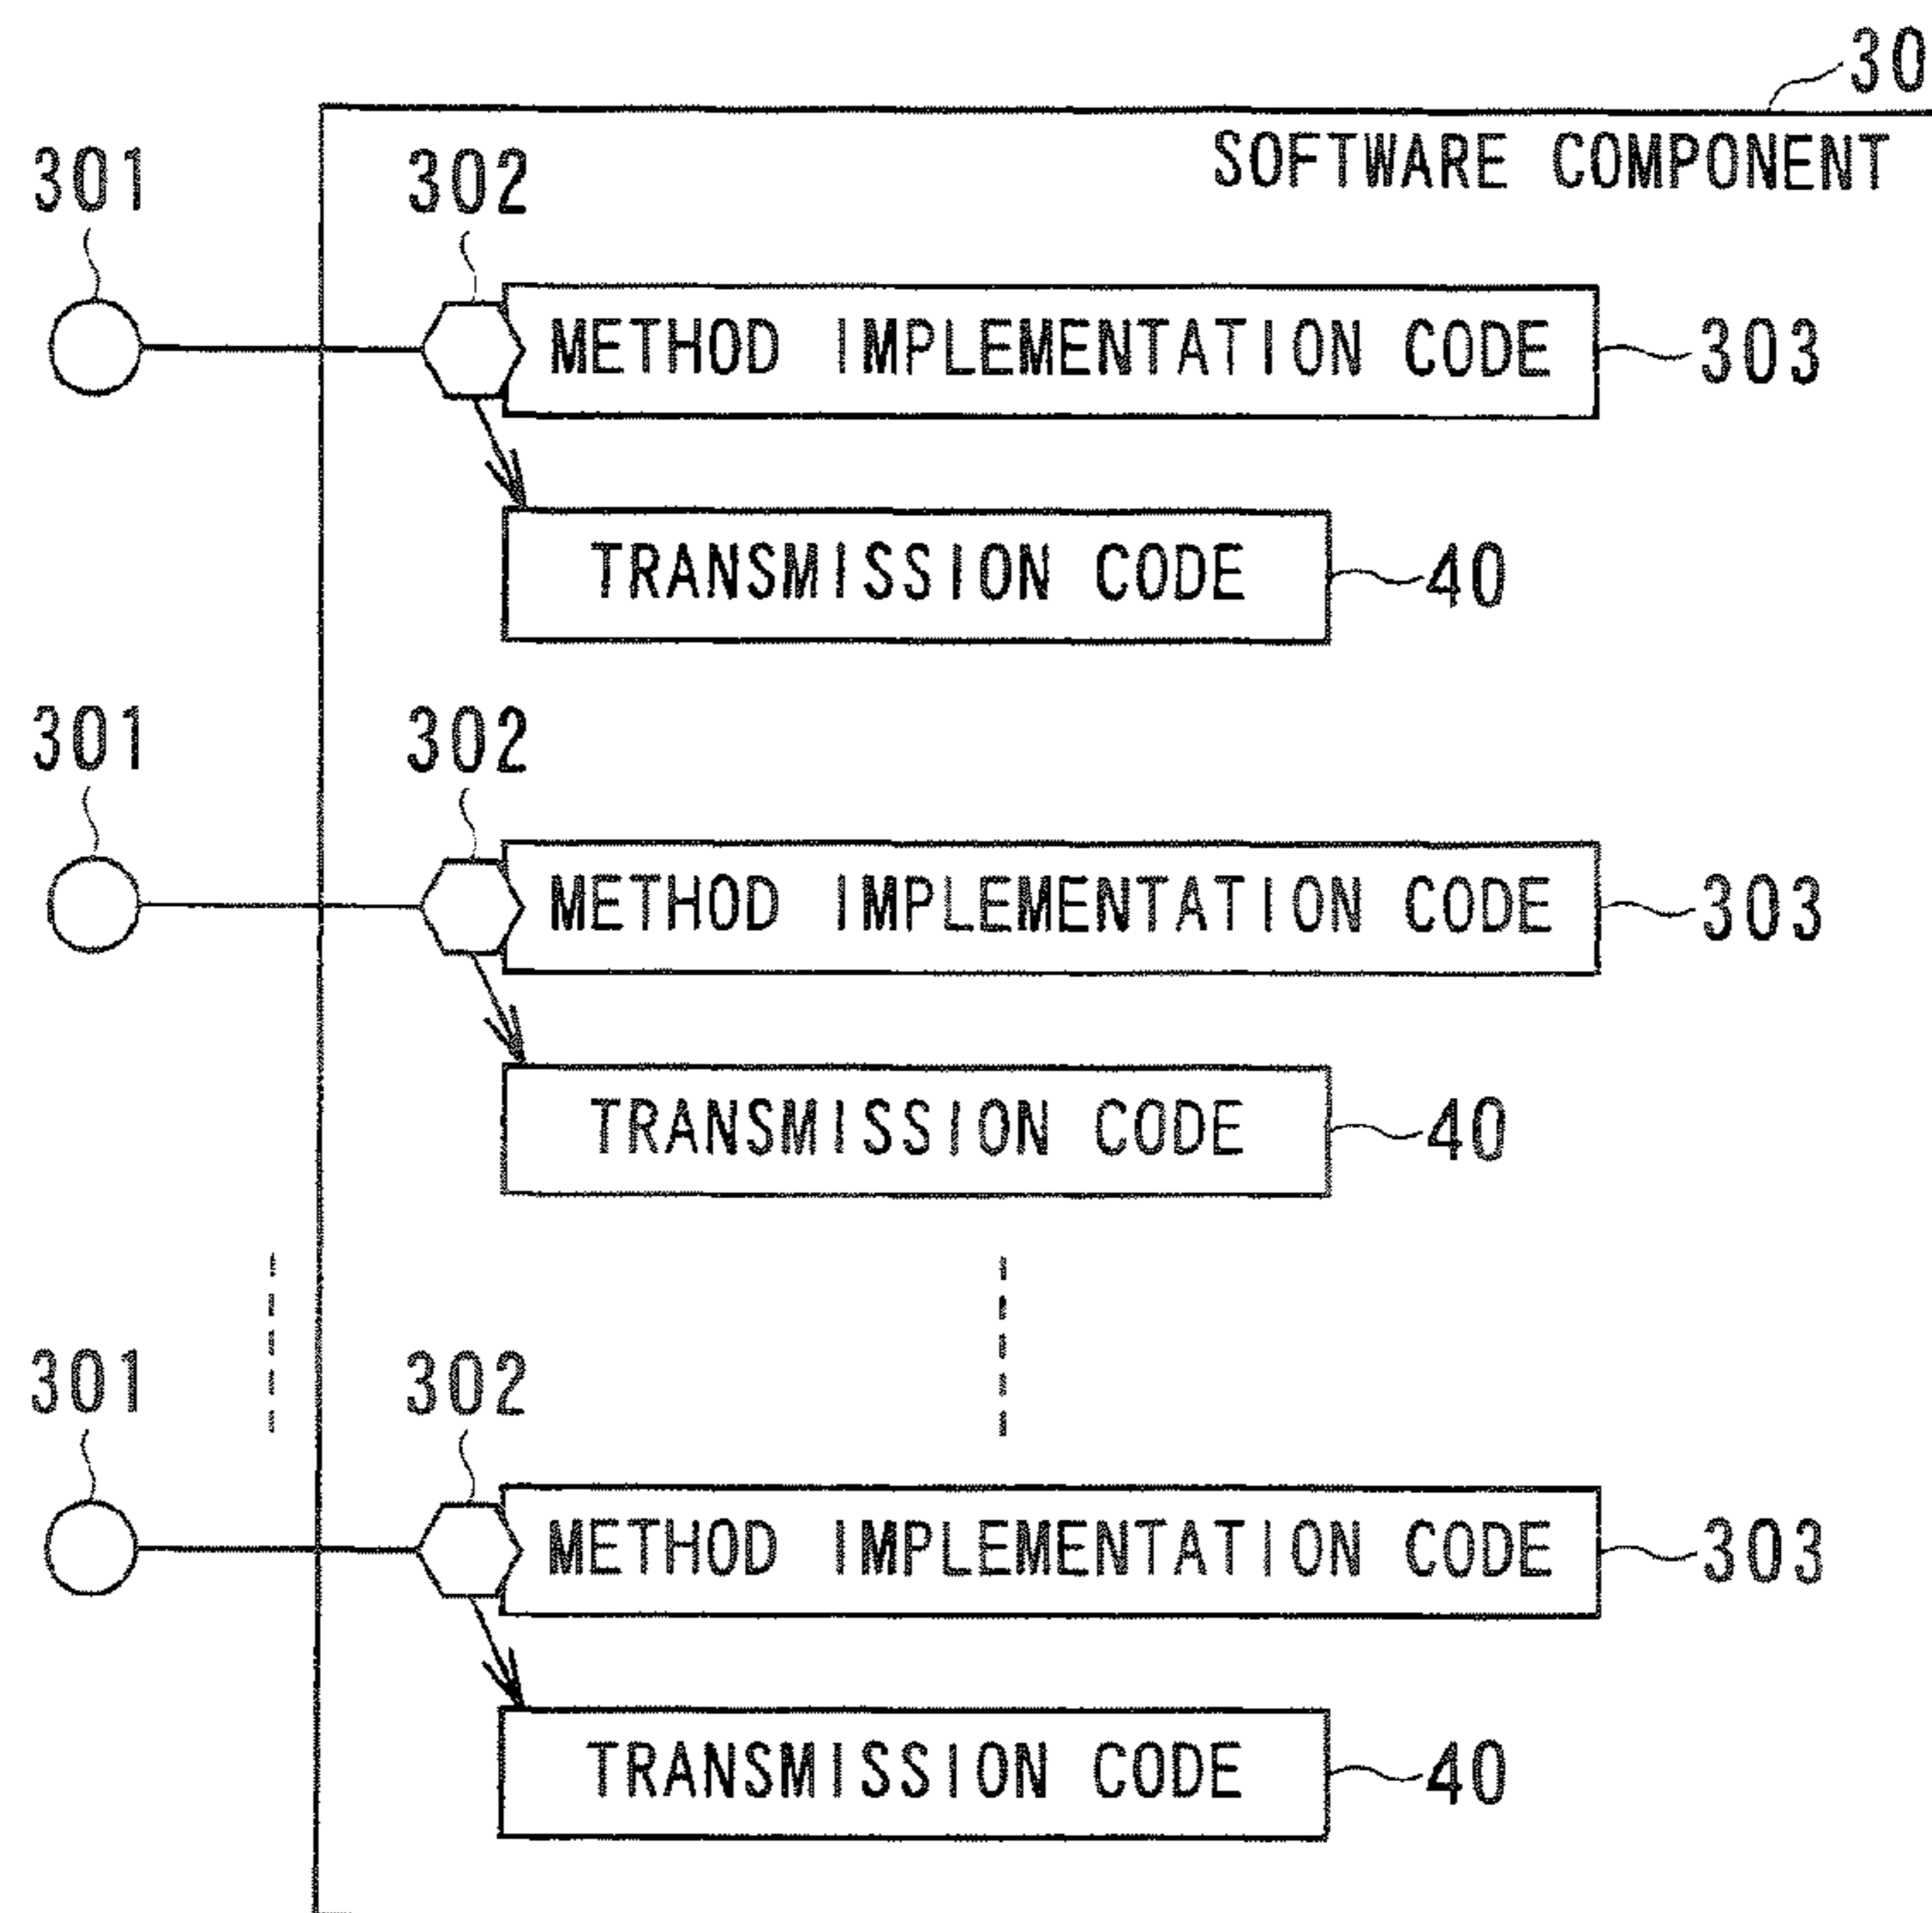 30
SOFTWARE COMPONENT
301
302
METHOD IMPLEMENTATION CODE
303
TRANSMISSION CODE
40
301
302
METHOD IMPLEMENTATION CODE
303
TRANSMISSION CODE
40
301
302
METHOD IMPLEMENTATION CODE
303
TRANSMISSION CODE
40